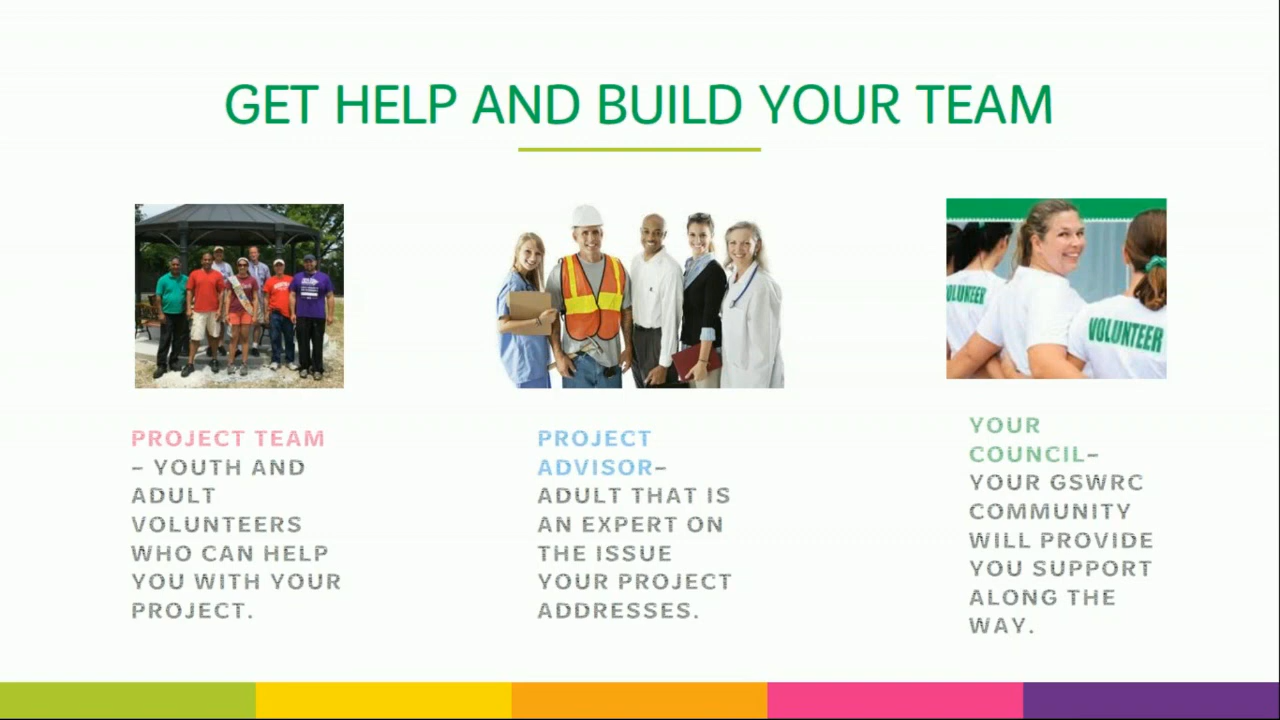 GET HELP AND BUILD YOUR TEAM
PROJECT TEAM
– YOUTH AND
ADULT
VOLUNTEERS
WHO CAN HELP
YOU WITH YOUR
PROJECT.
PROJECT
ADVISOR–
ADULT THAT IS
AN EXPERT ON
THE ISSUE
YOUR PROJECT
ADDRESSES.
VOLUNTEER
YOUR
COUNCIL–
YOUR GSWRC
COMMUNITY
WILL PROVIDE
YOU SUPPORT
ALONG THE
WAY.